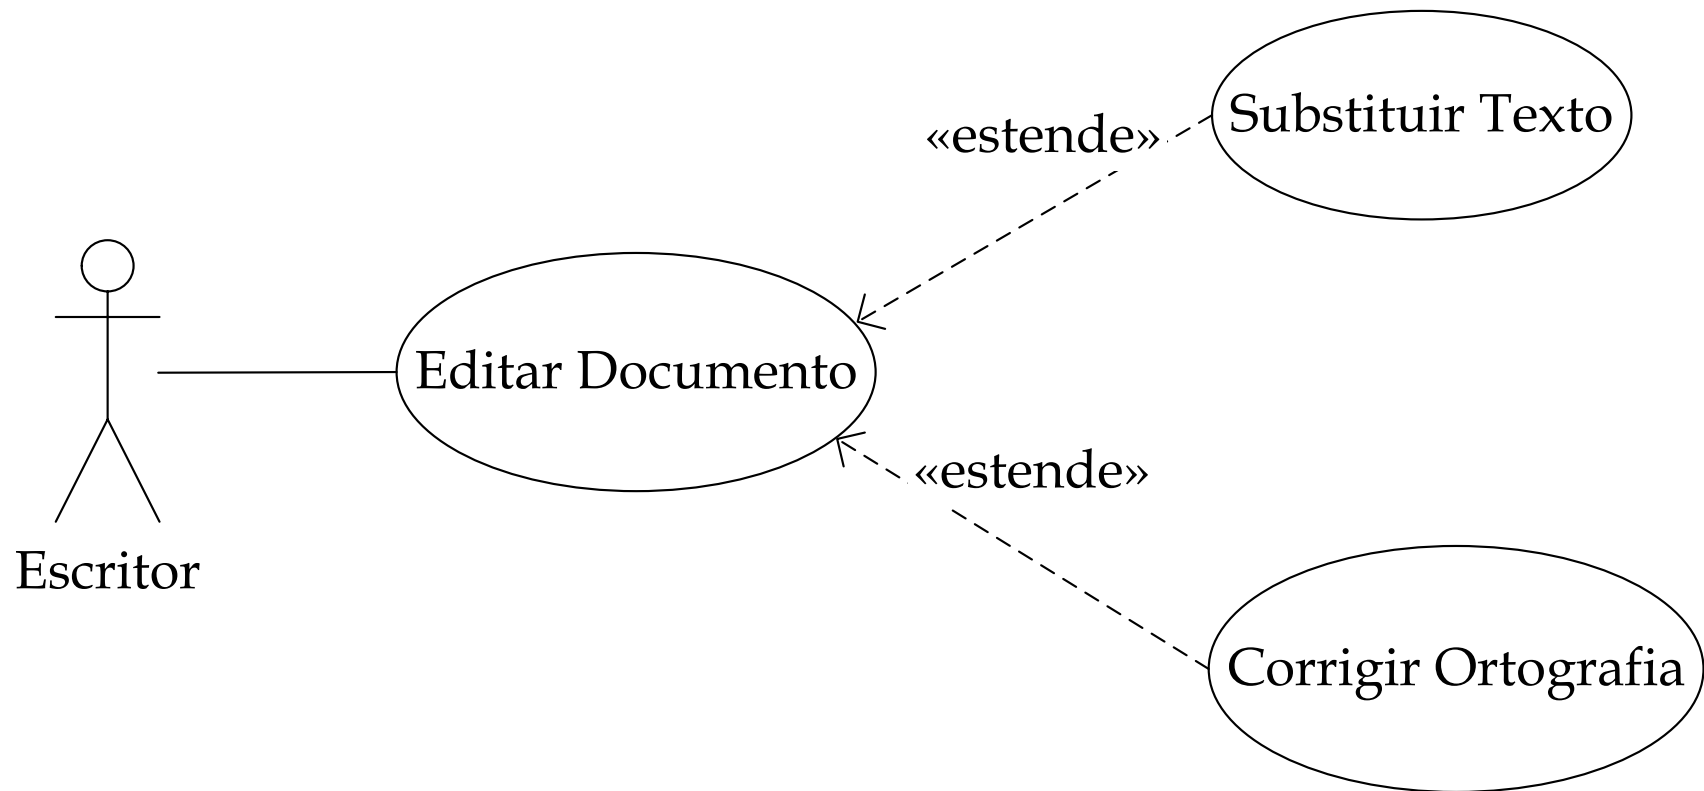 Substituir Texto
«estende»
Editar Documento
«estende»
Escritor
Corrigir Ortografia